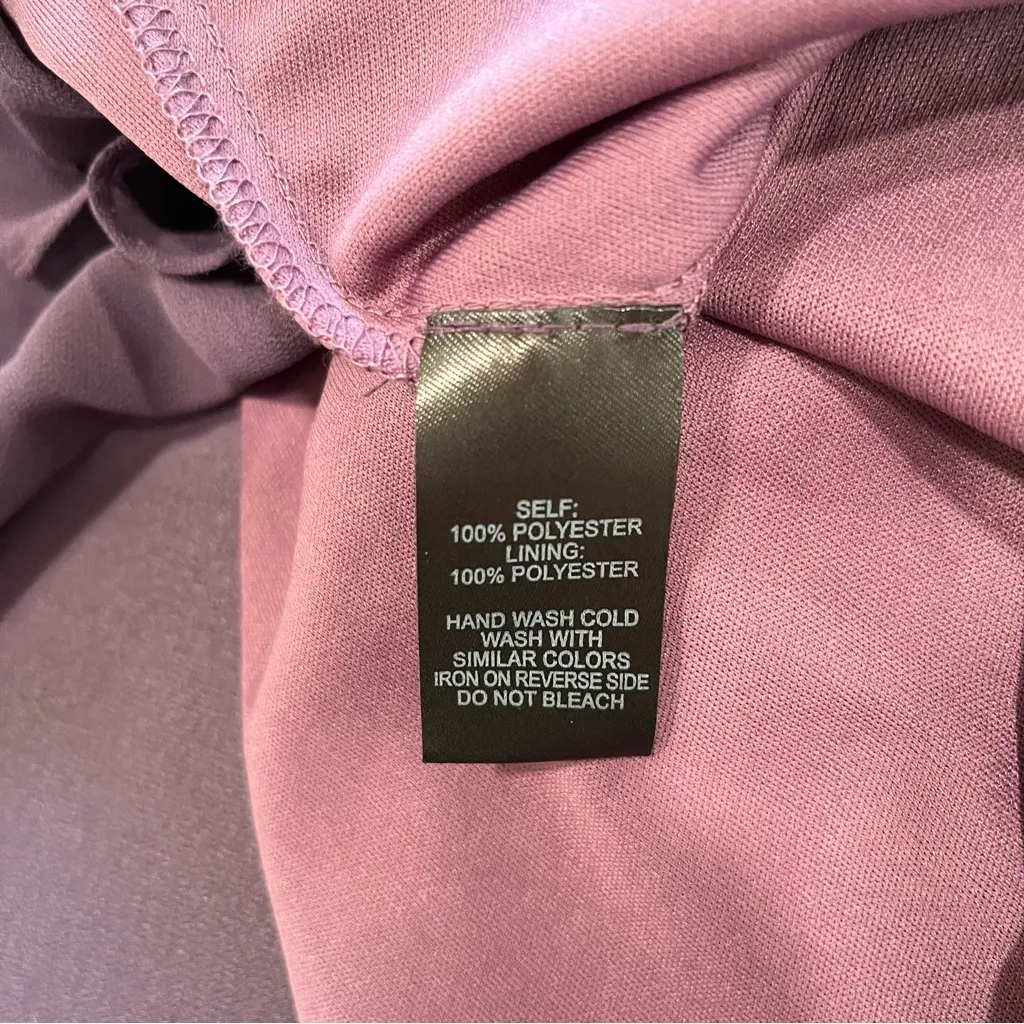 SELF:
100% POLYESTER
LINING:
100% POLYESTER
HAND WASH COLD
WASH WITH
SIMILAR COLORS
IRON ON REVERSE SIDE
DO NOT BLEACH